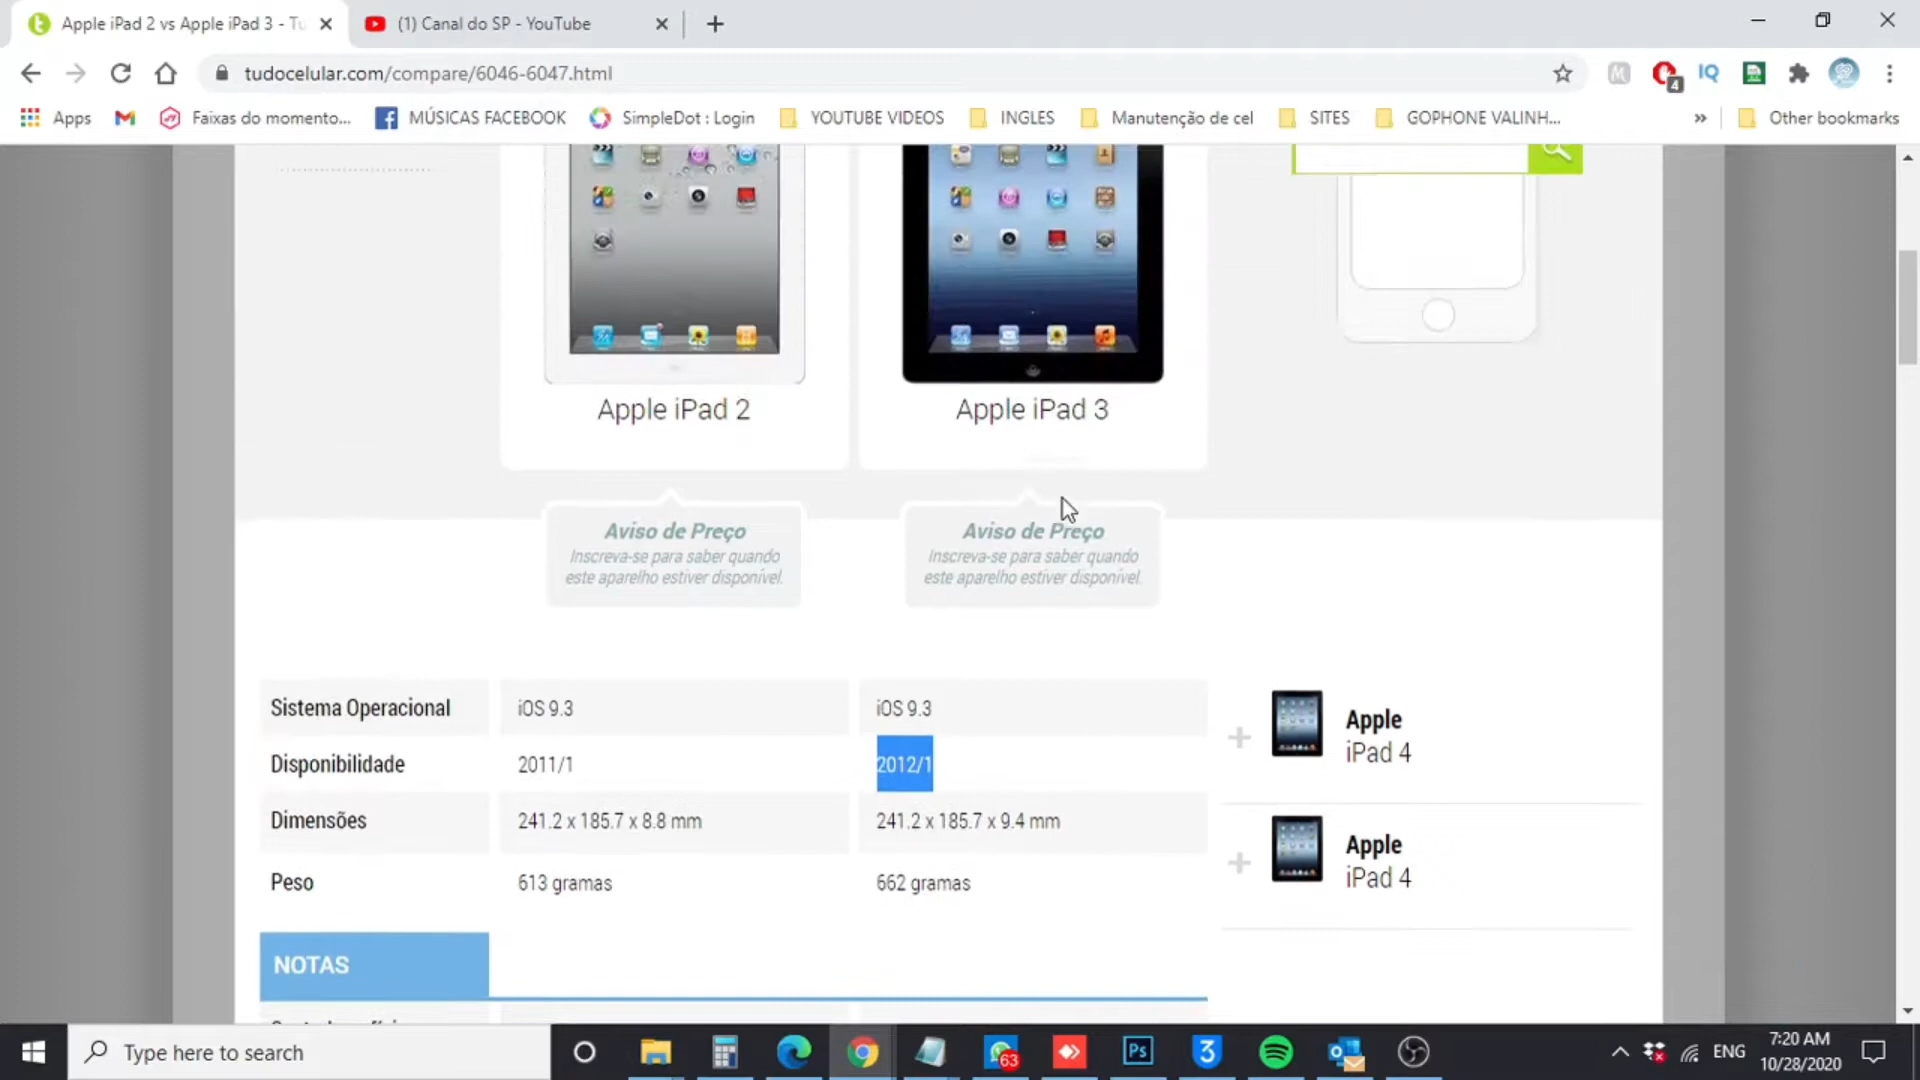 Apple iPad 2 vs Apple iPad 3 - Tu
(1) Canal do SP - YouTube
tudocelular.com/compare/6046-6047.html
4
IQ
Apps
Faixas do momento...
MÚSICAS FACEBOOK
SimpleDot : Login
YOUTUBE VIDEOS
INGLES
Manutenção de cel
SITES
GOPHONE VALINH...
»
Other bookmarks
Apple iPad 2
Apple iPad 3
Aviso de Preço
Inscreva-se para saber quando
este aparelho estiver disponível.
Aviso de Preço
Inscreva-se para saber quando
este aparelho estiver disponível.
Sistema Operacional iOS 9.3 iOS 9.3
Disponibilidade 2011/1 2012/1
Dimensões 241.2 x 185.7 x 8.8 mm 241.2 x 185.7 x 9.4 mm
Peso 613 gramas 662 gramas
Apple
iPad 4
Apple
iPad 4
NOTAS
Type here to search
63
Ps
3
ENG
7:20 AM
10/28/2020